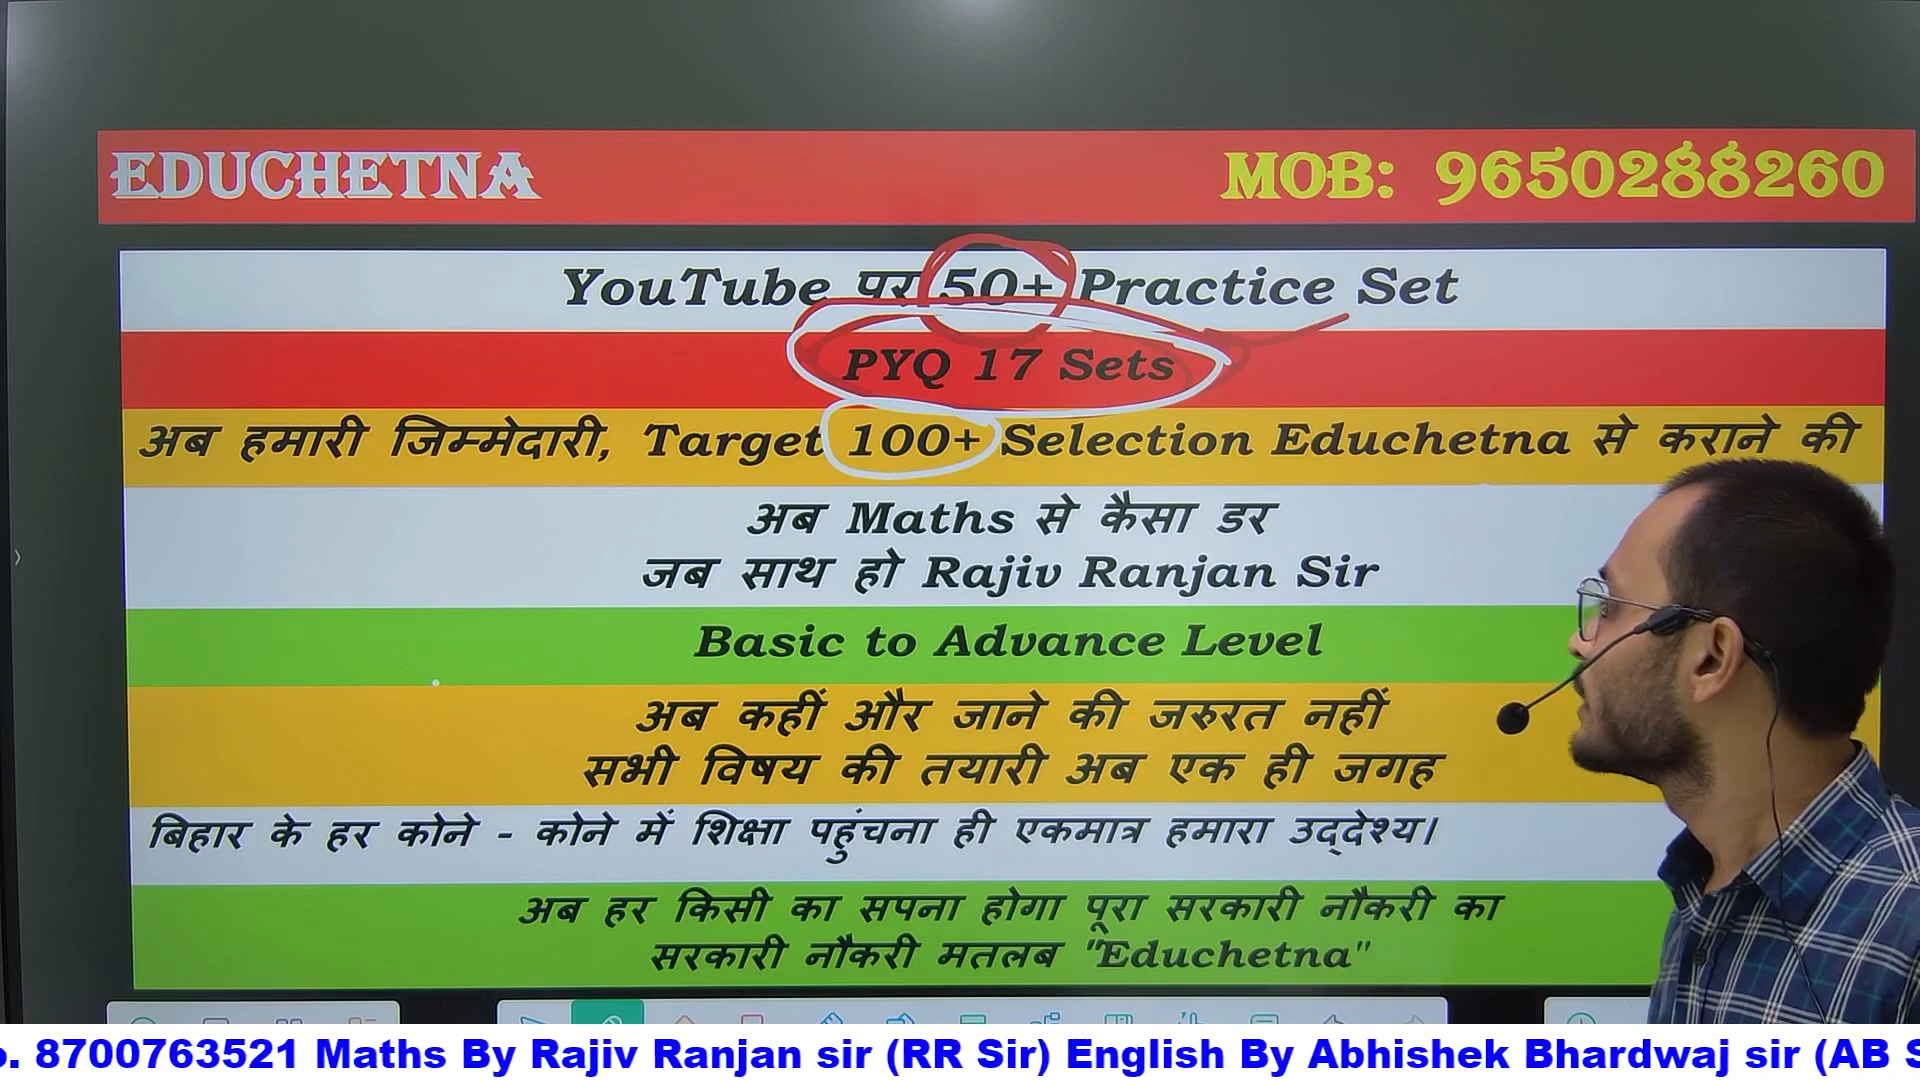 EDUCHETNA MOB: 9650288260
YouTube पर 50+ Practice Set
PYQ 17 Sets
अब हमारी जिम्मेदारी, Target 100+ Selection Educhetna से कराने की
अब Maths से कैसा डर
जब साथ हो Rajiv Ranjan Sir
Basic to Advance Level
अब कहीं और जाने की जरुरत नहीं
सभी विषय की तयारी अब एक ही जगह
बिहार के हर कोने - कोने में शिक्षा पहुंचना ही एकमात्र हमारा उद्देश्य।
अब हर किसी का सपना होगा पूरा सरकारी नौकरी का
सरकारी नौकरी मतलब "Educhetna"
8700763521 Maths By Rajiv Ranjan sir (RR Sir) English By Abhishek Bhardwaj sir (AB